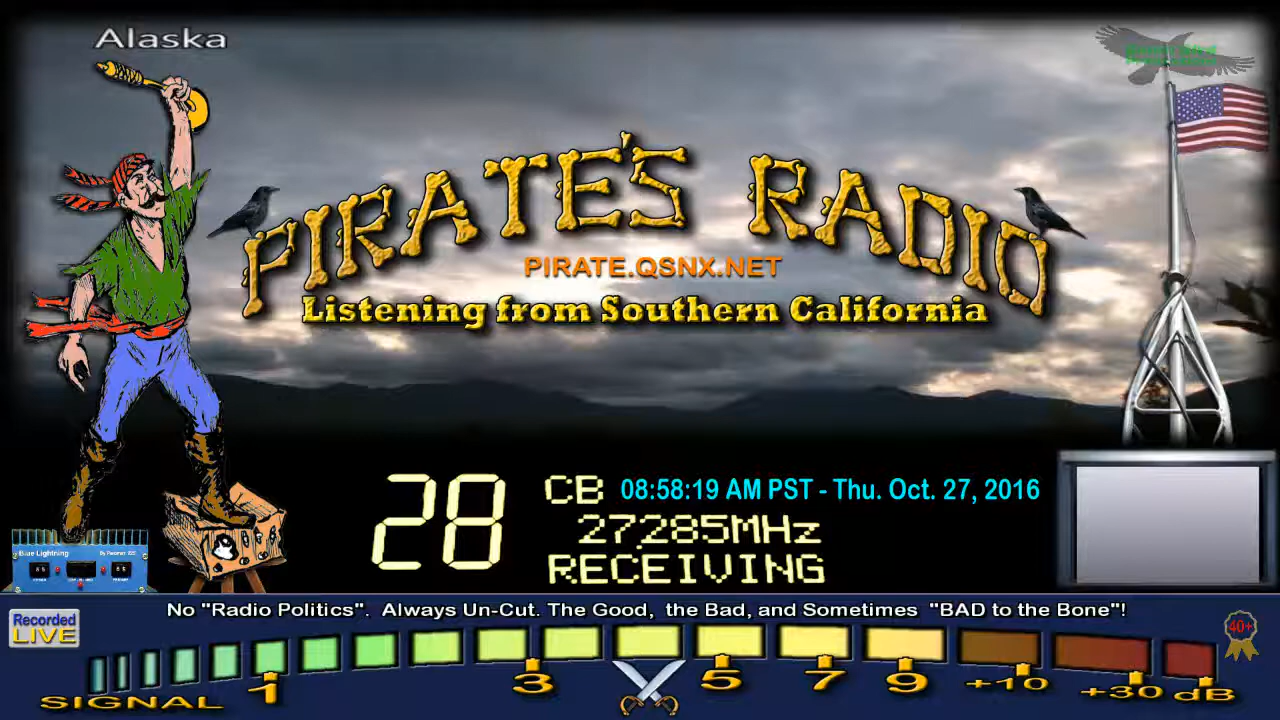 Alaska
PIRATE'S RADIO
PIRATE.QSNX.NET
Listening from Southern California
28 CB 08:58:19 AM PST - Thu. Oct. 27, 2016
27.285MHz
RECEIVING
Blue Lightning
No "Radio Politics". Always Un-Cut. The Good, the Bad, and Sometimes "BAD to the Bone"!
Recorded
LIVE
40+
SIGNAL 1 3 5 7 9 +10 +30 dB